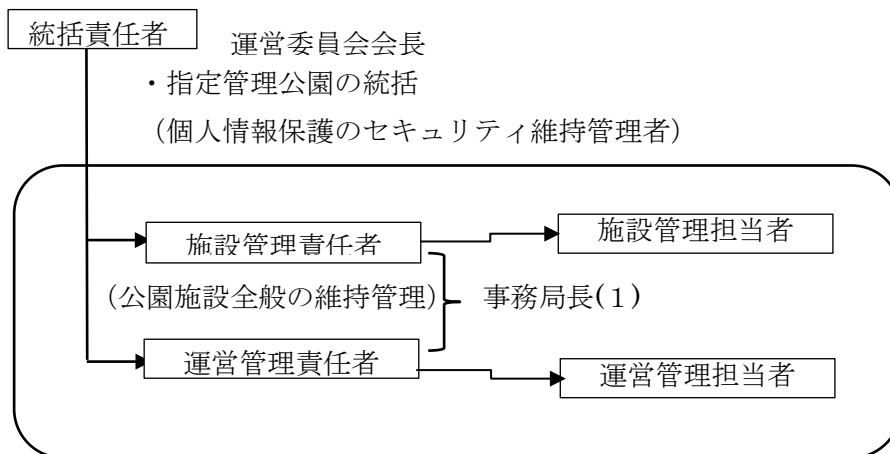 統括責任者
運営委員会会長
・指定管理公園の統括
（個人情報保護のセキュリティ維持管理者）
施設管理責任者
施設管理担当者
（公園施設全般の維持管理）
事務局長(１)
運営管理責任者
運営管理担当者